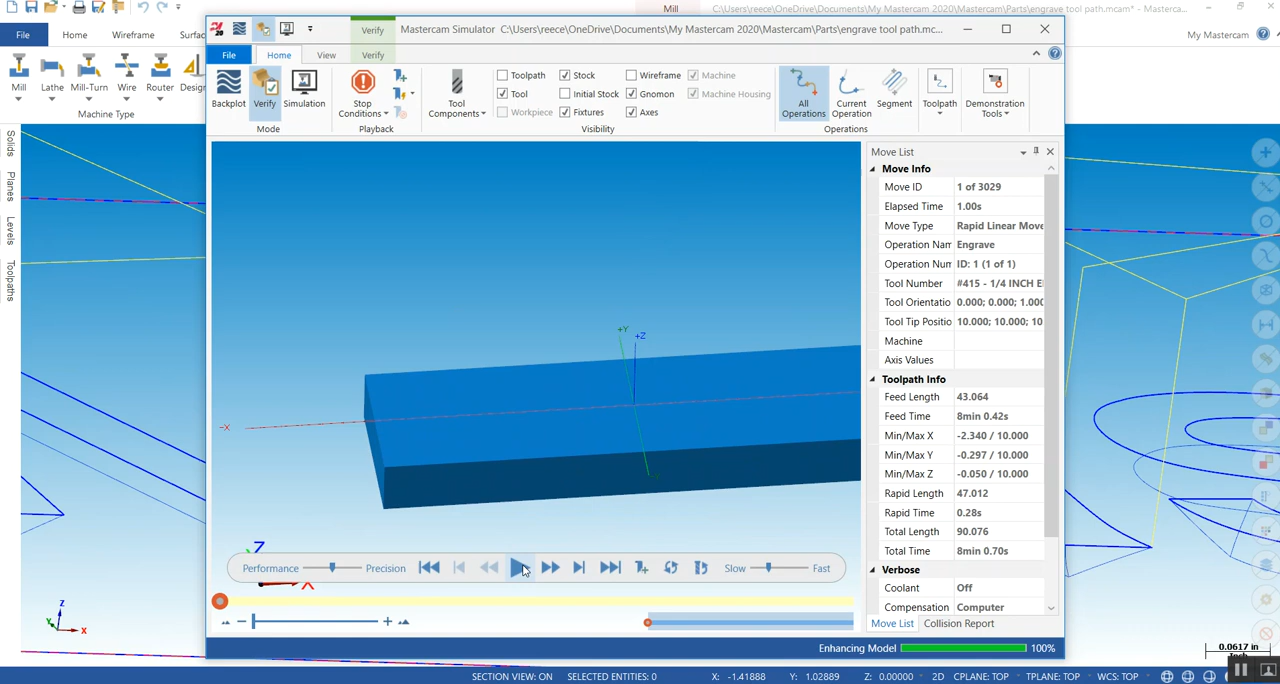 Mill
C:\Users\reece\OneDrive\Documents\My Mastercam 2020\Mastercam\Parts\engrave tool path.mcam* - Masterca...
File
Home
Wireframe
Surfac
My Mastercam
Mill
Lathe
Mill-Turn
Wire
Router
Design
Machine Type
Solids
Planes
Levels
Toolpaths
Verify
Mastercam Simulator C:\Users\reece\OneDrive\Documents\My Mastercam 2020\Mastercam\Parts\engrave tool path.mc...
File
Home
View
Verify
Backplot
Verify
Simulation
Mode
Stop
Conditions
Playback
Tool
Components
Toolpath
Stock
Wireframe
Machine
Tool
Initial Stock
Gnomon
Machine Housing
Workpiece
Fixtures
Axes
Visibility
All
Operations
Current
Operation
Segment
Operations
Toolpath
Demonstration
Tools
+Y
+Z
-X
Z
X
Performance
Precision
Slow
Fast
Move List
Move Info
Move ID 1 of 3029
Elapsed Time 1.00s
Move Type Rapid Linear Move
Operation Nam Engrave
Operation Num ID: 1 (1 of 1)
Tool Number #415 - 1/4 INCH E
Tool Orientatio 0.000; 0.000; 1.000
Tool Tip Positio 10.000; 10.000; 10
Machine
Axis Values
Toolpath Info
Feed Length 43.064
Feed Time 8min 0.42s
Min/Max X -2.340 / 10.000
Min/Max Y -0.297 / 10.000
Min/Max Z -0.050 / 10.000
Rapid Length 47.012
Rapid Time 0.28s
Total Length 90.076
Total Time 8min 0.70s
Verbose
Coolant Off
Compensation Computer
Move List
Collision Report
Enhancing Model 100%
Z
Y
X
0.0617 in
SECTION VIEW: ON SELECTED ENTITIES: 0 X: -1.41888 Y: 1.02889 Z: 0.00000 2D CPLANE: TOP TPLANE: TOP WCS: TOP